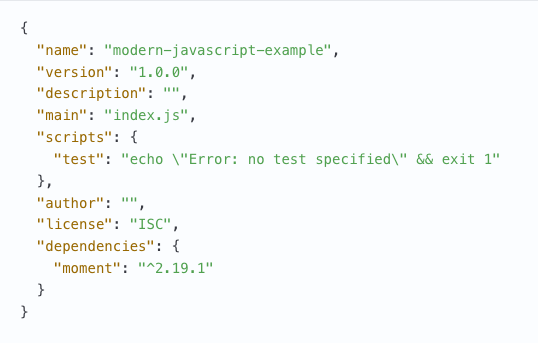 {
  "name": "modern-javascript-example",
  "version": "1.0.0",
  "description": "",
  "main": "index.js",
  "scripts": {
    "test": "echo \"Error: no test specified\" && exit 1"
  },
  "author": "",
  "license": "ISC",
  "dependencies": {
    "moment": "^2.19.1"
  }
}